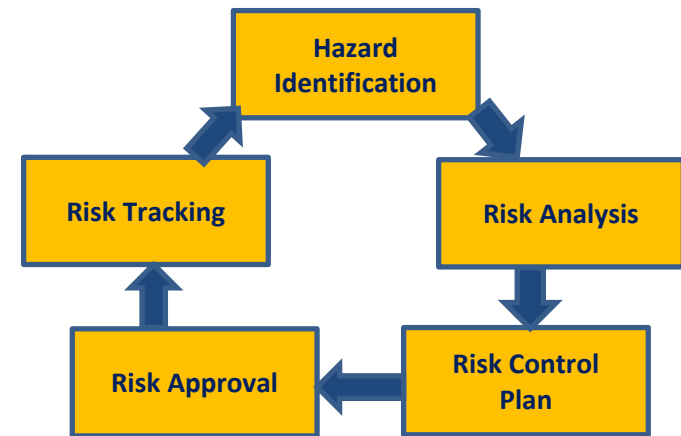 Hazard
Identification
Risk Tracking
Risk Analysis
Risk Approval
Risk Control
Plan